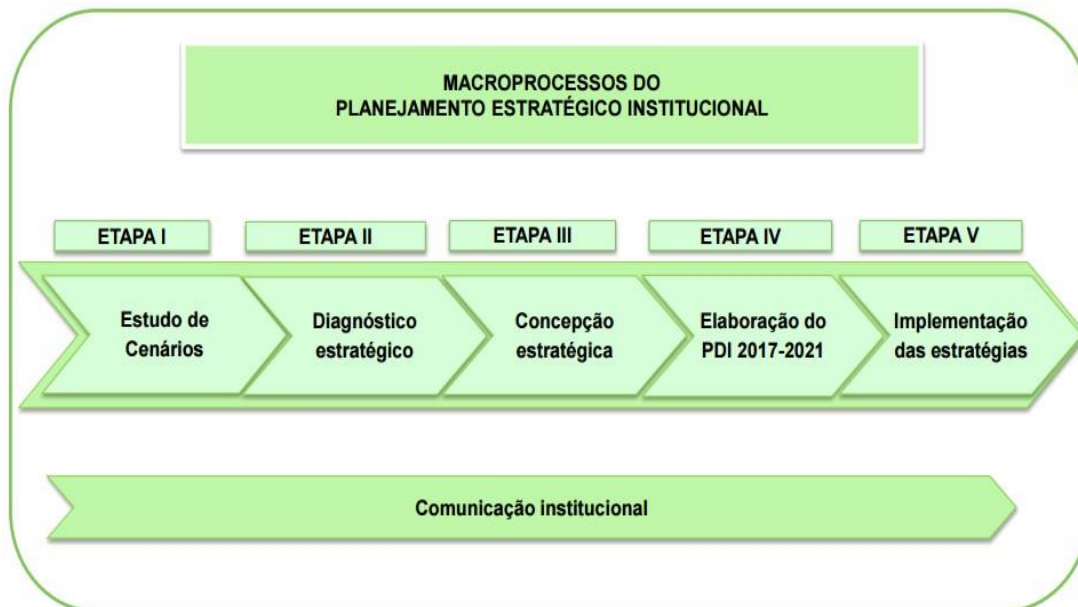 MACROPROCESSOS DO
PLANEJAMENTO ESTRATÉGICO INSTITUCIONAL
ETAPA I
ETAPA II
ETAPA III
ETAPA IV
ETAPA V
Estudo de
Cenários
Diagnóstico
estratégico
Concepção
estratégica
Elaboração do
PDI 2017-2021
Implementação
das estratégias
Comunicação institucional